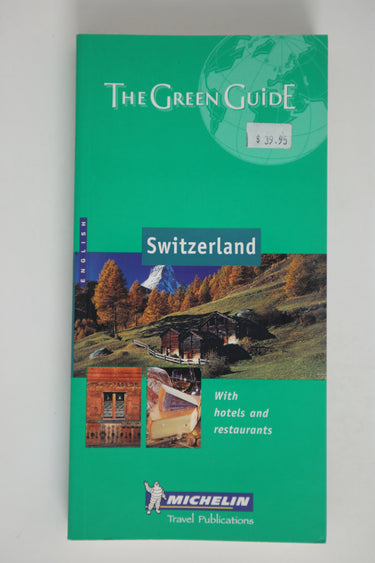 THE GREEN GUIDE
$ 39.95
ENGLISH
Switzerland
With
hotels and
restaurants
MICHELIN
Travel Publications